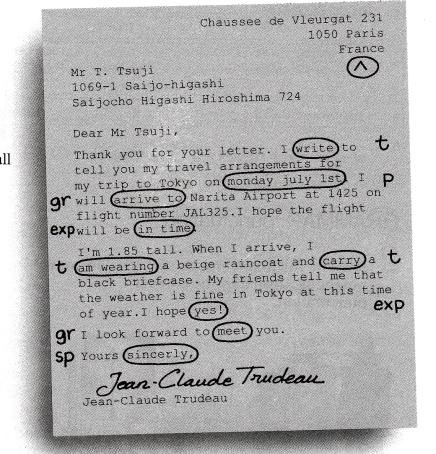 Chaussee de Vleurgat 231
1050 Paris
France
^
Mr T. Tsuji
1069-1 Saijo-higashi
Saijocho Higashi Hiroshima 724
all
Dear Mr Tsuji,
Thank you for your letter. I write to t
tell you my travel arrangements for
my trip to Tokyo on monday july 1st. I p
gr will arrive to Narita Airport at 1425 on
flight number JAL325.I hope the flight
exp will be in time.
I'm 1.85 tall. When I arrive, I
t am wearing a beige raincoat and carry a t
black briefcase. My friends tell me that
the weather is fine in Tokyo at this time
of year.I hope yes! exp
gr I look forward to meet you.
sp Yours sincerly,
Jean-Claude Trudeau
Jean-Claude Trudeau